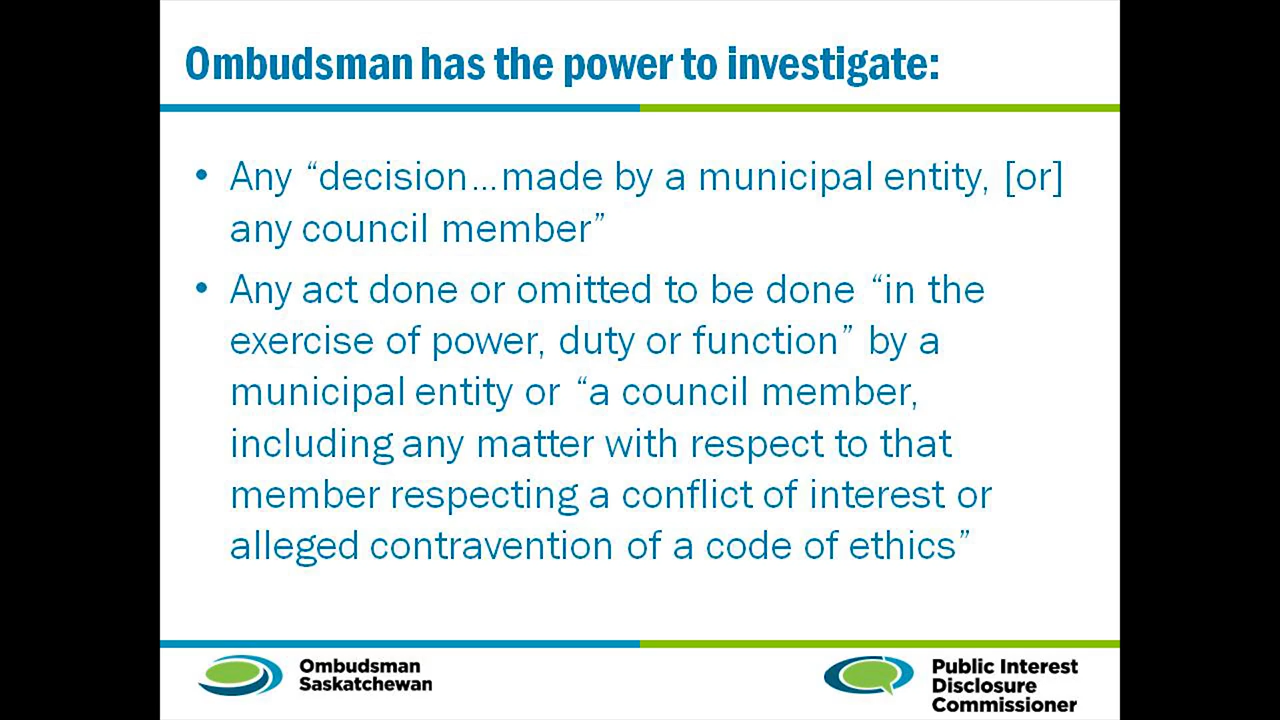 Ombudsman has the power to investigate:
• Any “decision...made by a municipal entity, [or]
any council member”
• Any act done or omitted to be done “in the
exercise of power, duty or function” by a
municipal entity or “a council member,
including any matter with respect to that
member respecting a conflict of interest or
alleged contravention of a code of ethics”
Ombudsman
Saskatchewan
Public Interest
Disclosure
Commissioner